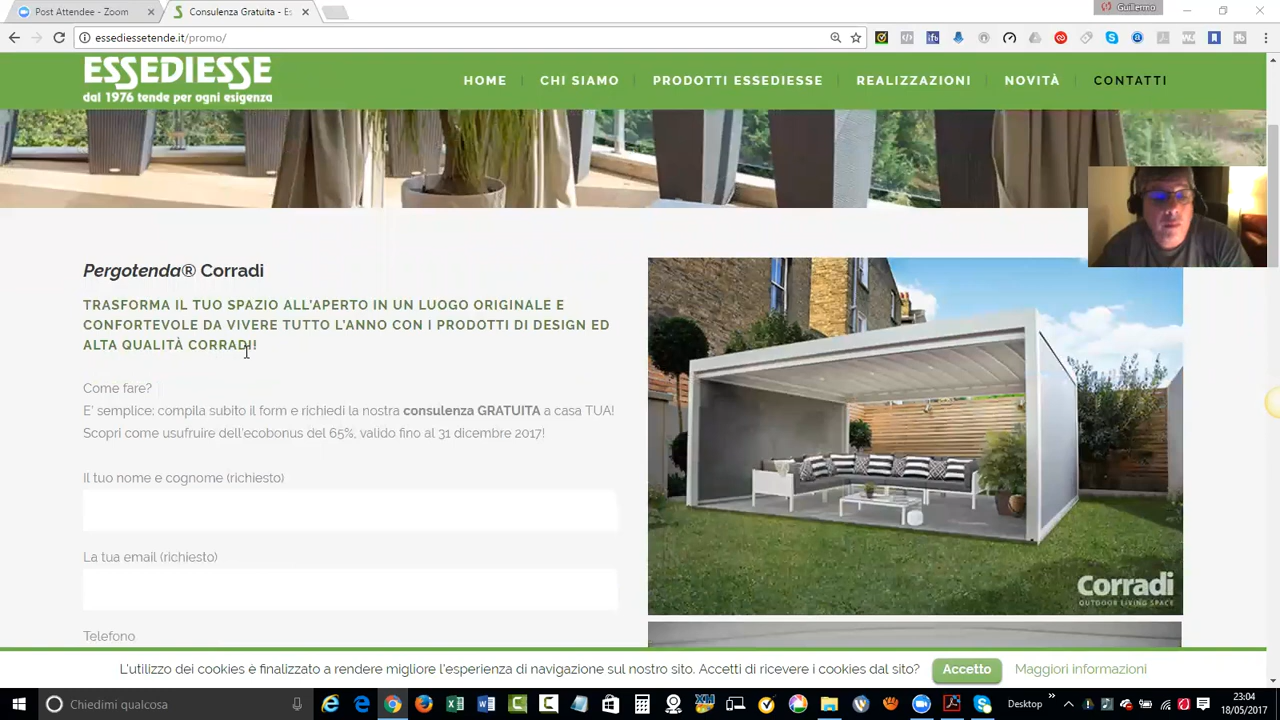 Post Attendee - Zoom
Consulenza Gratuita - Es
Guillermo
essediessetende.it/promo/
ESSEDIESSE
dal 1976 tende per ogni esigenza
HOME
CHI SIAMO
PRODOTTI ESSEDIESSE
REALIZZAZIONI
NOVITÀ
CONTATTI
Pergotenda® Corradi
TRASFORMA IL TUO SPAZIO ALL'APERTO IN UN LUOGO ORIGINALE E
CONFORTEVOLE DA VIVERE TUTTO L'ANNO CON I PRODOTTI DI DESIGN ED
ALTA QUALITÀ CORRADI!
Come fare?
E' semplice: compila subito il form e richiedi la nostra consulenza GRATUITA a casa TUA!
Scopri come usufruire dell'ecobonus del 65%, valido fino al 31 dicembre 2017!
Il tuo nome e cognome (richiesto)
La tua email (richiesto)
Telefono
Corradi
OUTDOOR LIVING SPACE
L'utilizzo dei cookies è finalizzato a rendere migliore l'esperienza di navigazione sul nostro sito. Accetti di ricevere i cookies dal sito?
Accetto
Maggiori informazioni
Chiedimi qualcosa
Desktop
23:04
18/05/2017